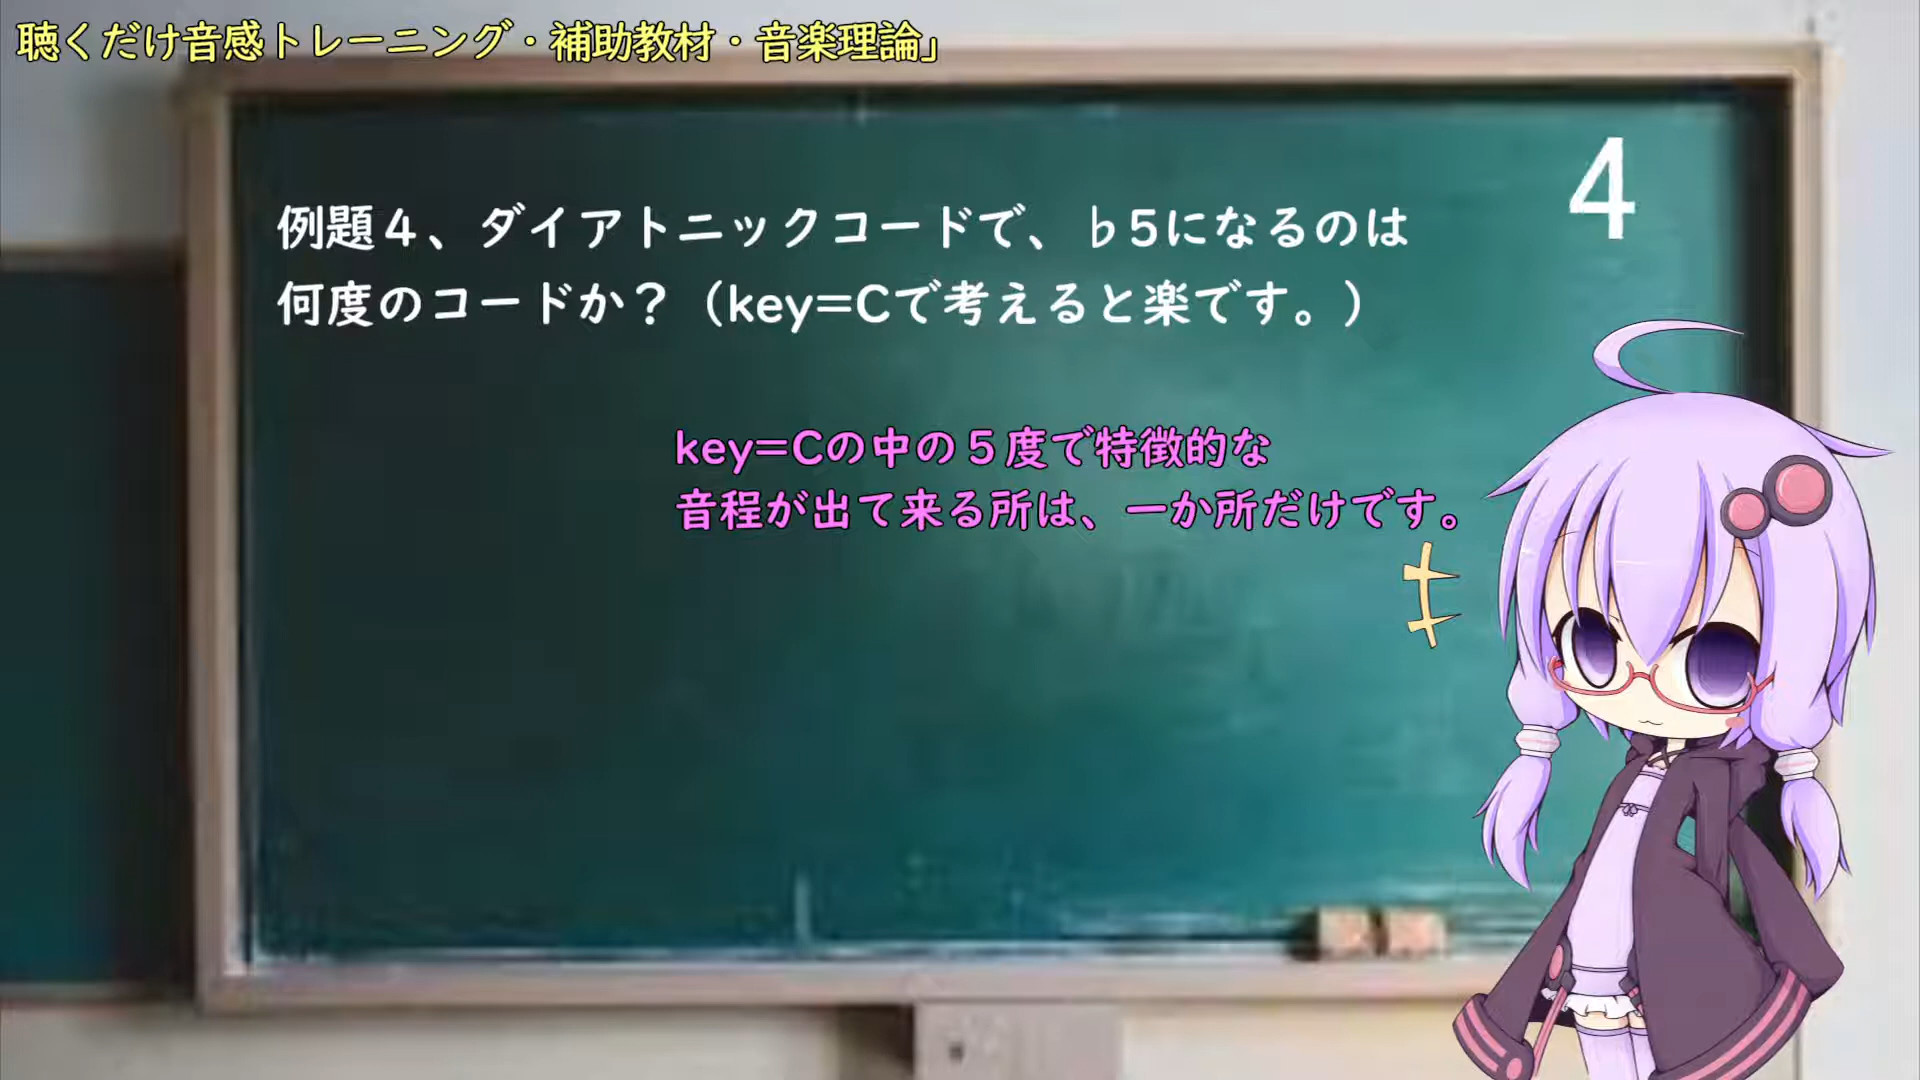 聴くだけ音感トレーニング・補助教材・音楽理論」
4
例題４、ダイアトニックコードで、♭5になるのは
何度のコードか？（key=Cで考えると楽です。）
key=Cの中の５度で特徴的な
音程が出て来る所は、一か所だけです。